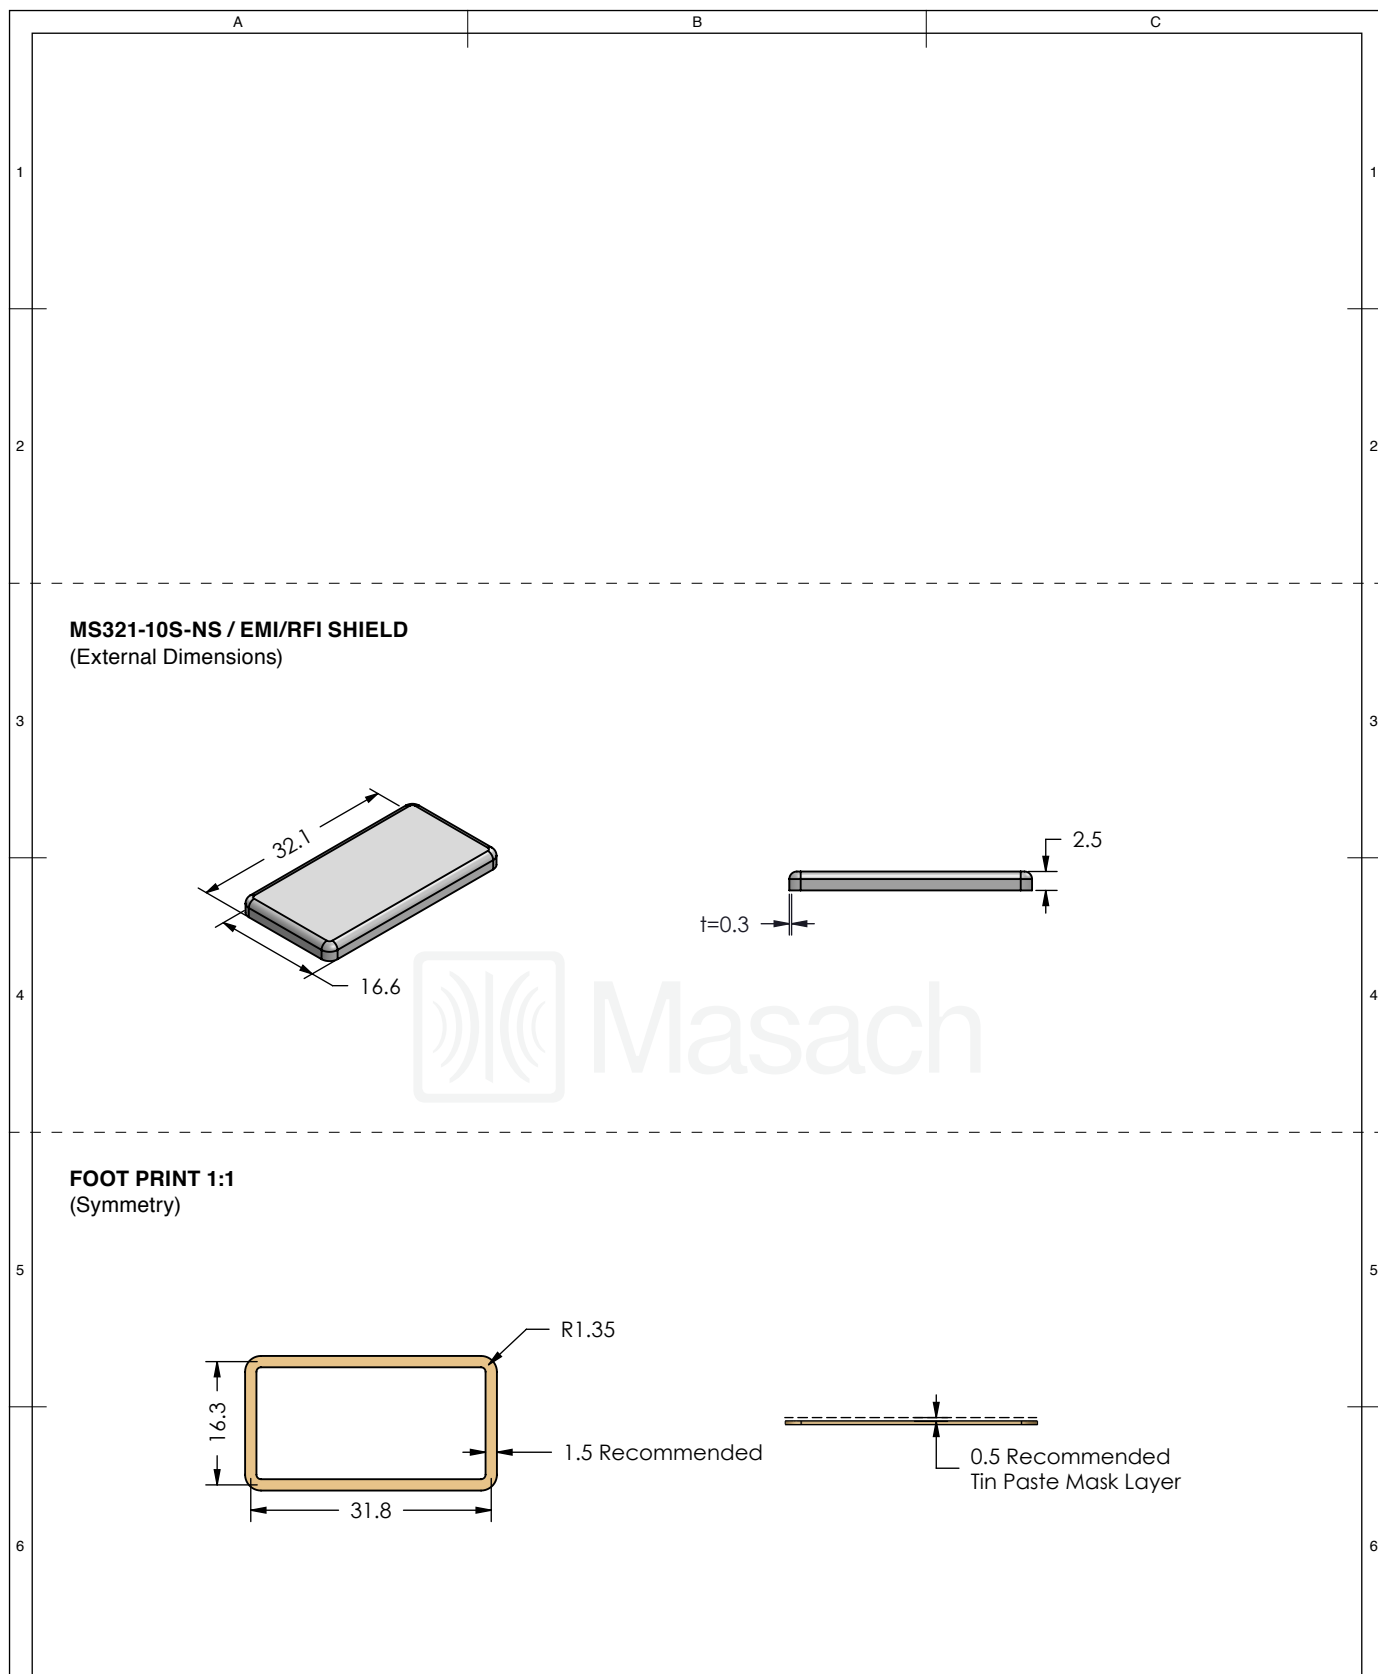 A B C
1 1
2 2
MS321-10S-NS / EMI/RFI SHIELD
(External Dimensions)
3 3
32.1
2.5
t=0.3
16.6
4 4
Masach
FOOT PRINT 1:1
(Symmetry)
5 5
R1.35
16.3
1.5 Recommended
0.5 Recommended
Tin Paste Mask Layer
31.8
6 6